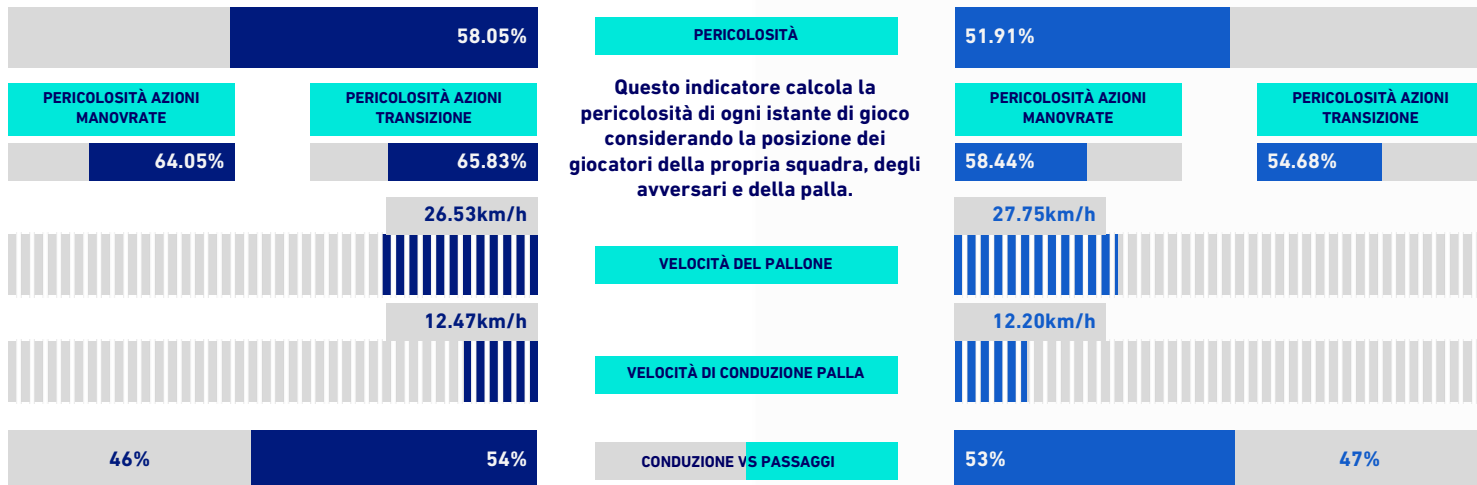 58.05%
PERICOLOSITÀ
51.91%
PERICOLOSITÀ AZIONI
MANOVRATE
PERICOLOSITÀ AZIONI
TRANSIZIONE
64.05%
65.83%
Questo indicatore calcola la
pericolosità di ogni istante di gioco
considerando la posizione dei
giocatori della propria squadra, degli
avversari e della palla.
PERICOLOSITÀ AZIONI
MANOVRATE
PERICOLOSITÀ AZIONI
TRANSIZIONE
58.44%
54.68%
26.53km/h
VELOCITÀ DEL PALLONE
27.75km/h
12.47km/h
VELOCITÀ DI CONDUZIONE PALLA
12.20km/h
46%
54%
CONDUZIONE VS PASSAGGI
53%
47%